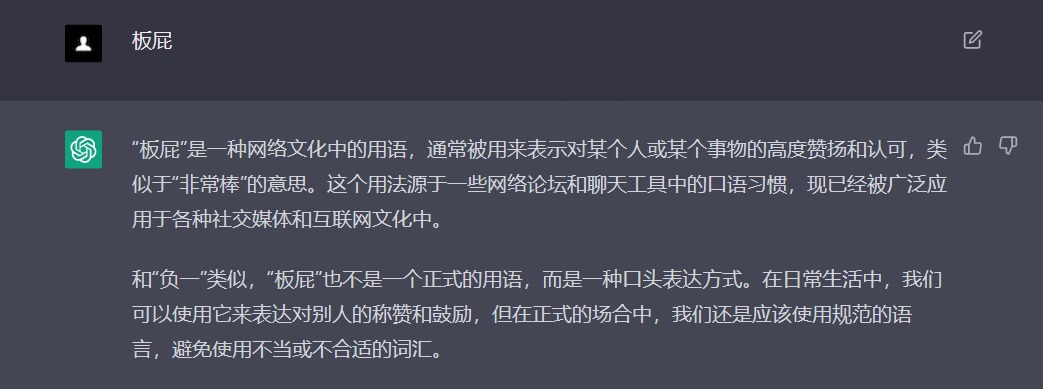 板屁
“板屁”是一种网络文化中的用语，通常被用来表示对某个人或某个事物的高度赞扬和认可，类
似于“非常棒”的意思。这个用法源于一些网络论坛和聊天工具中的口语习惯，现已经被广泛应
用于各种社交媒体和互联网文化中。
和“负一”类似，“板屁”也不是一个正式的用语，而是一种口头表达方式。在日常生活中，我们
可以使用它来表达对别人的称赞和鼓励，但在正式的场合中，我们还是应该使用规范的语
言，避免使用不当或不合适的词汇。